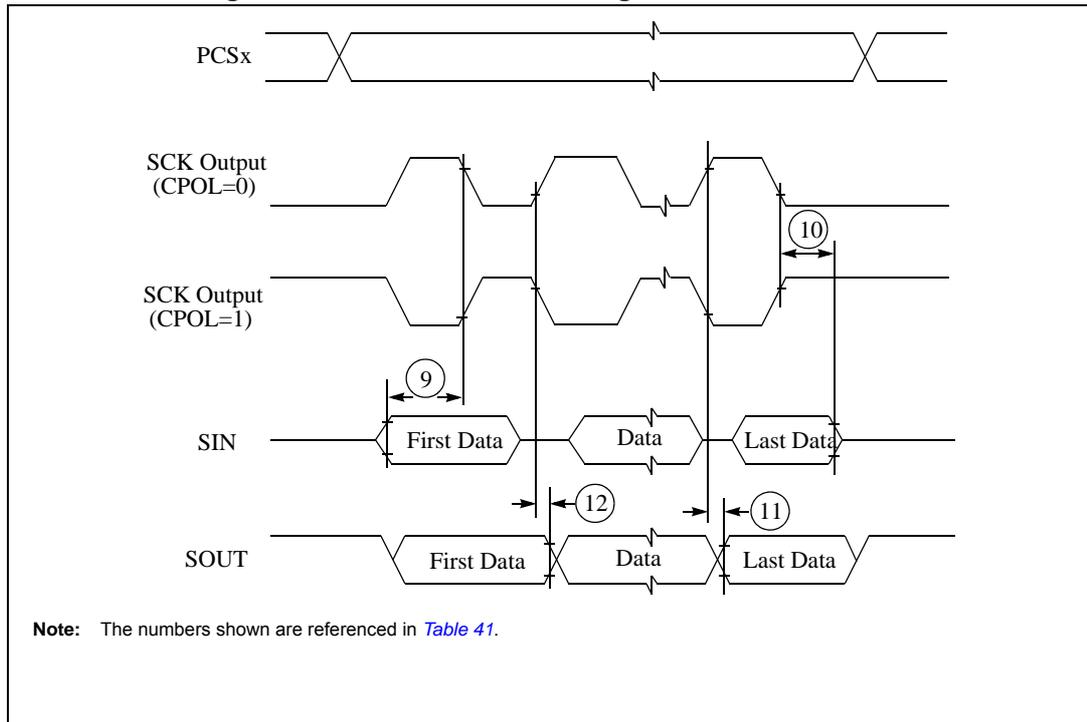 PCSx
SCK Output
(CPOL=0)
10
SCK Output
(CPOL=1)
9
SIN
First Data
Data
Last Data
12
11
SOUT
First Data
Data
Last Data
Note: The numbers shown are referenced in Table 41.